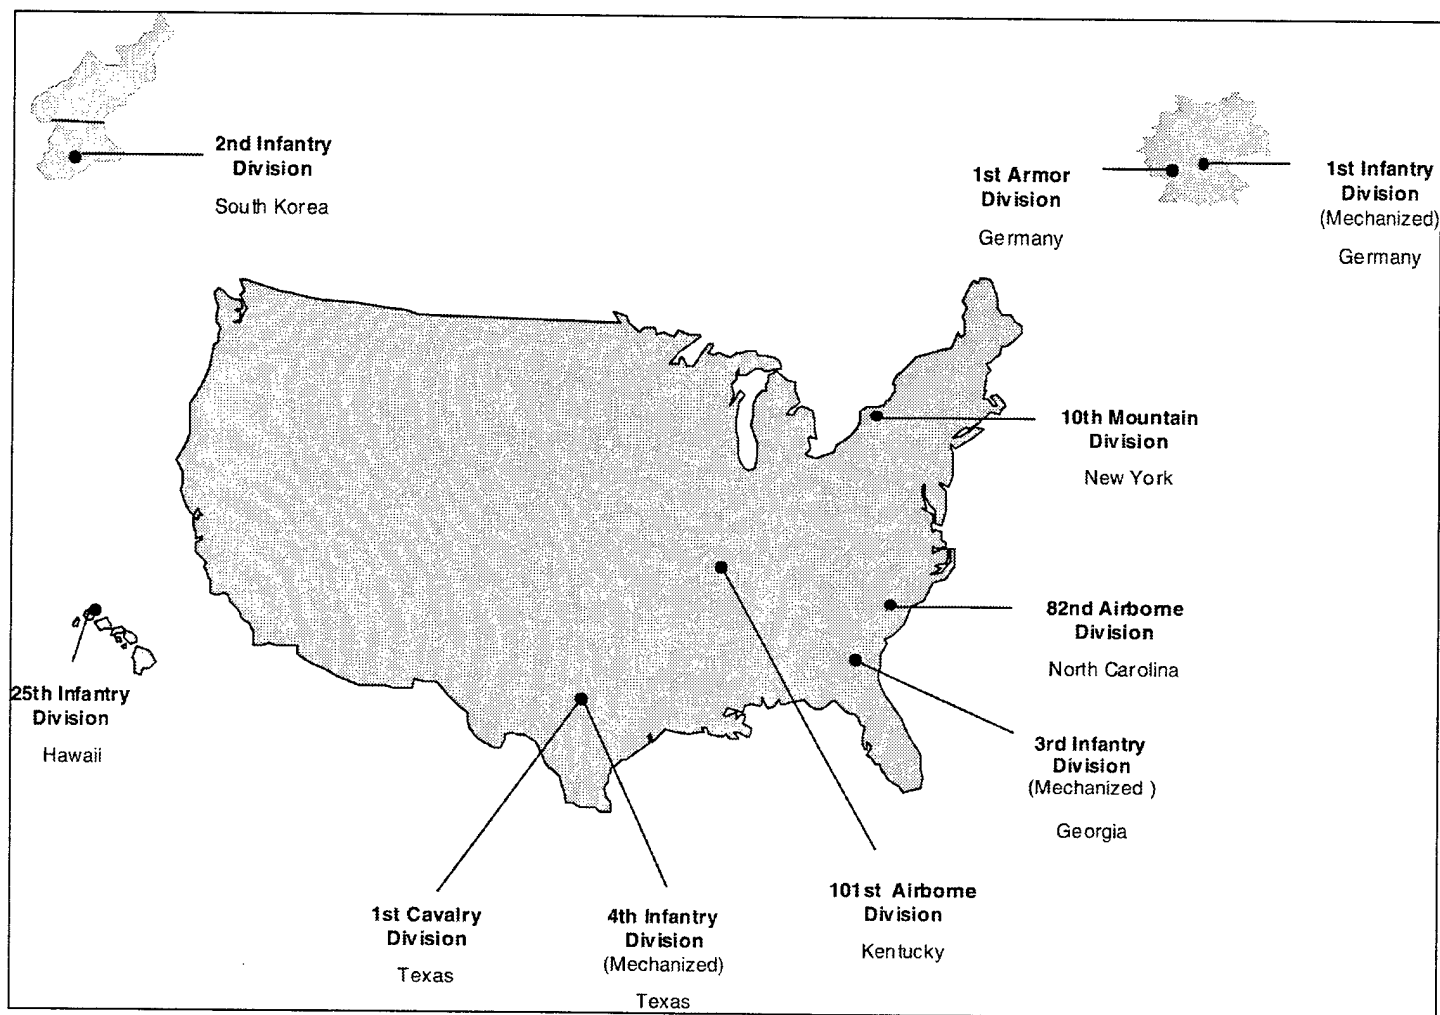 2nd Infantry
Division
South Korea
1st Armor
Division
Germany
1st Infantry
Division
(Mechanized)
Germany
10th Mountain
Division
New York
82nd Airborne
Division
North Carolina
25th Infantry
Division
Hawaii
3rd Infantry
Division
(Mechanized )
Georgia
1st Cavalry
Division
Texas
4th Infantry
Division
(Mechanized)
Texas
101st Airborne
Division
Kentucky